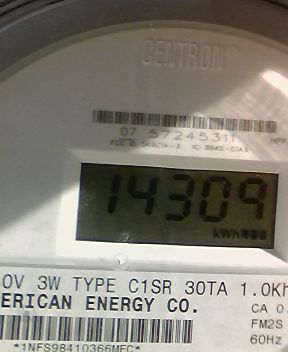 CENTRON®
07 57245311
14309
kWh
0V 3W TYPE C1SR 30TA 1.0Kh
ERICAN ENERGY CO.
CA 0.
FM2S
60Hz
*1NFS98410366MFC*